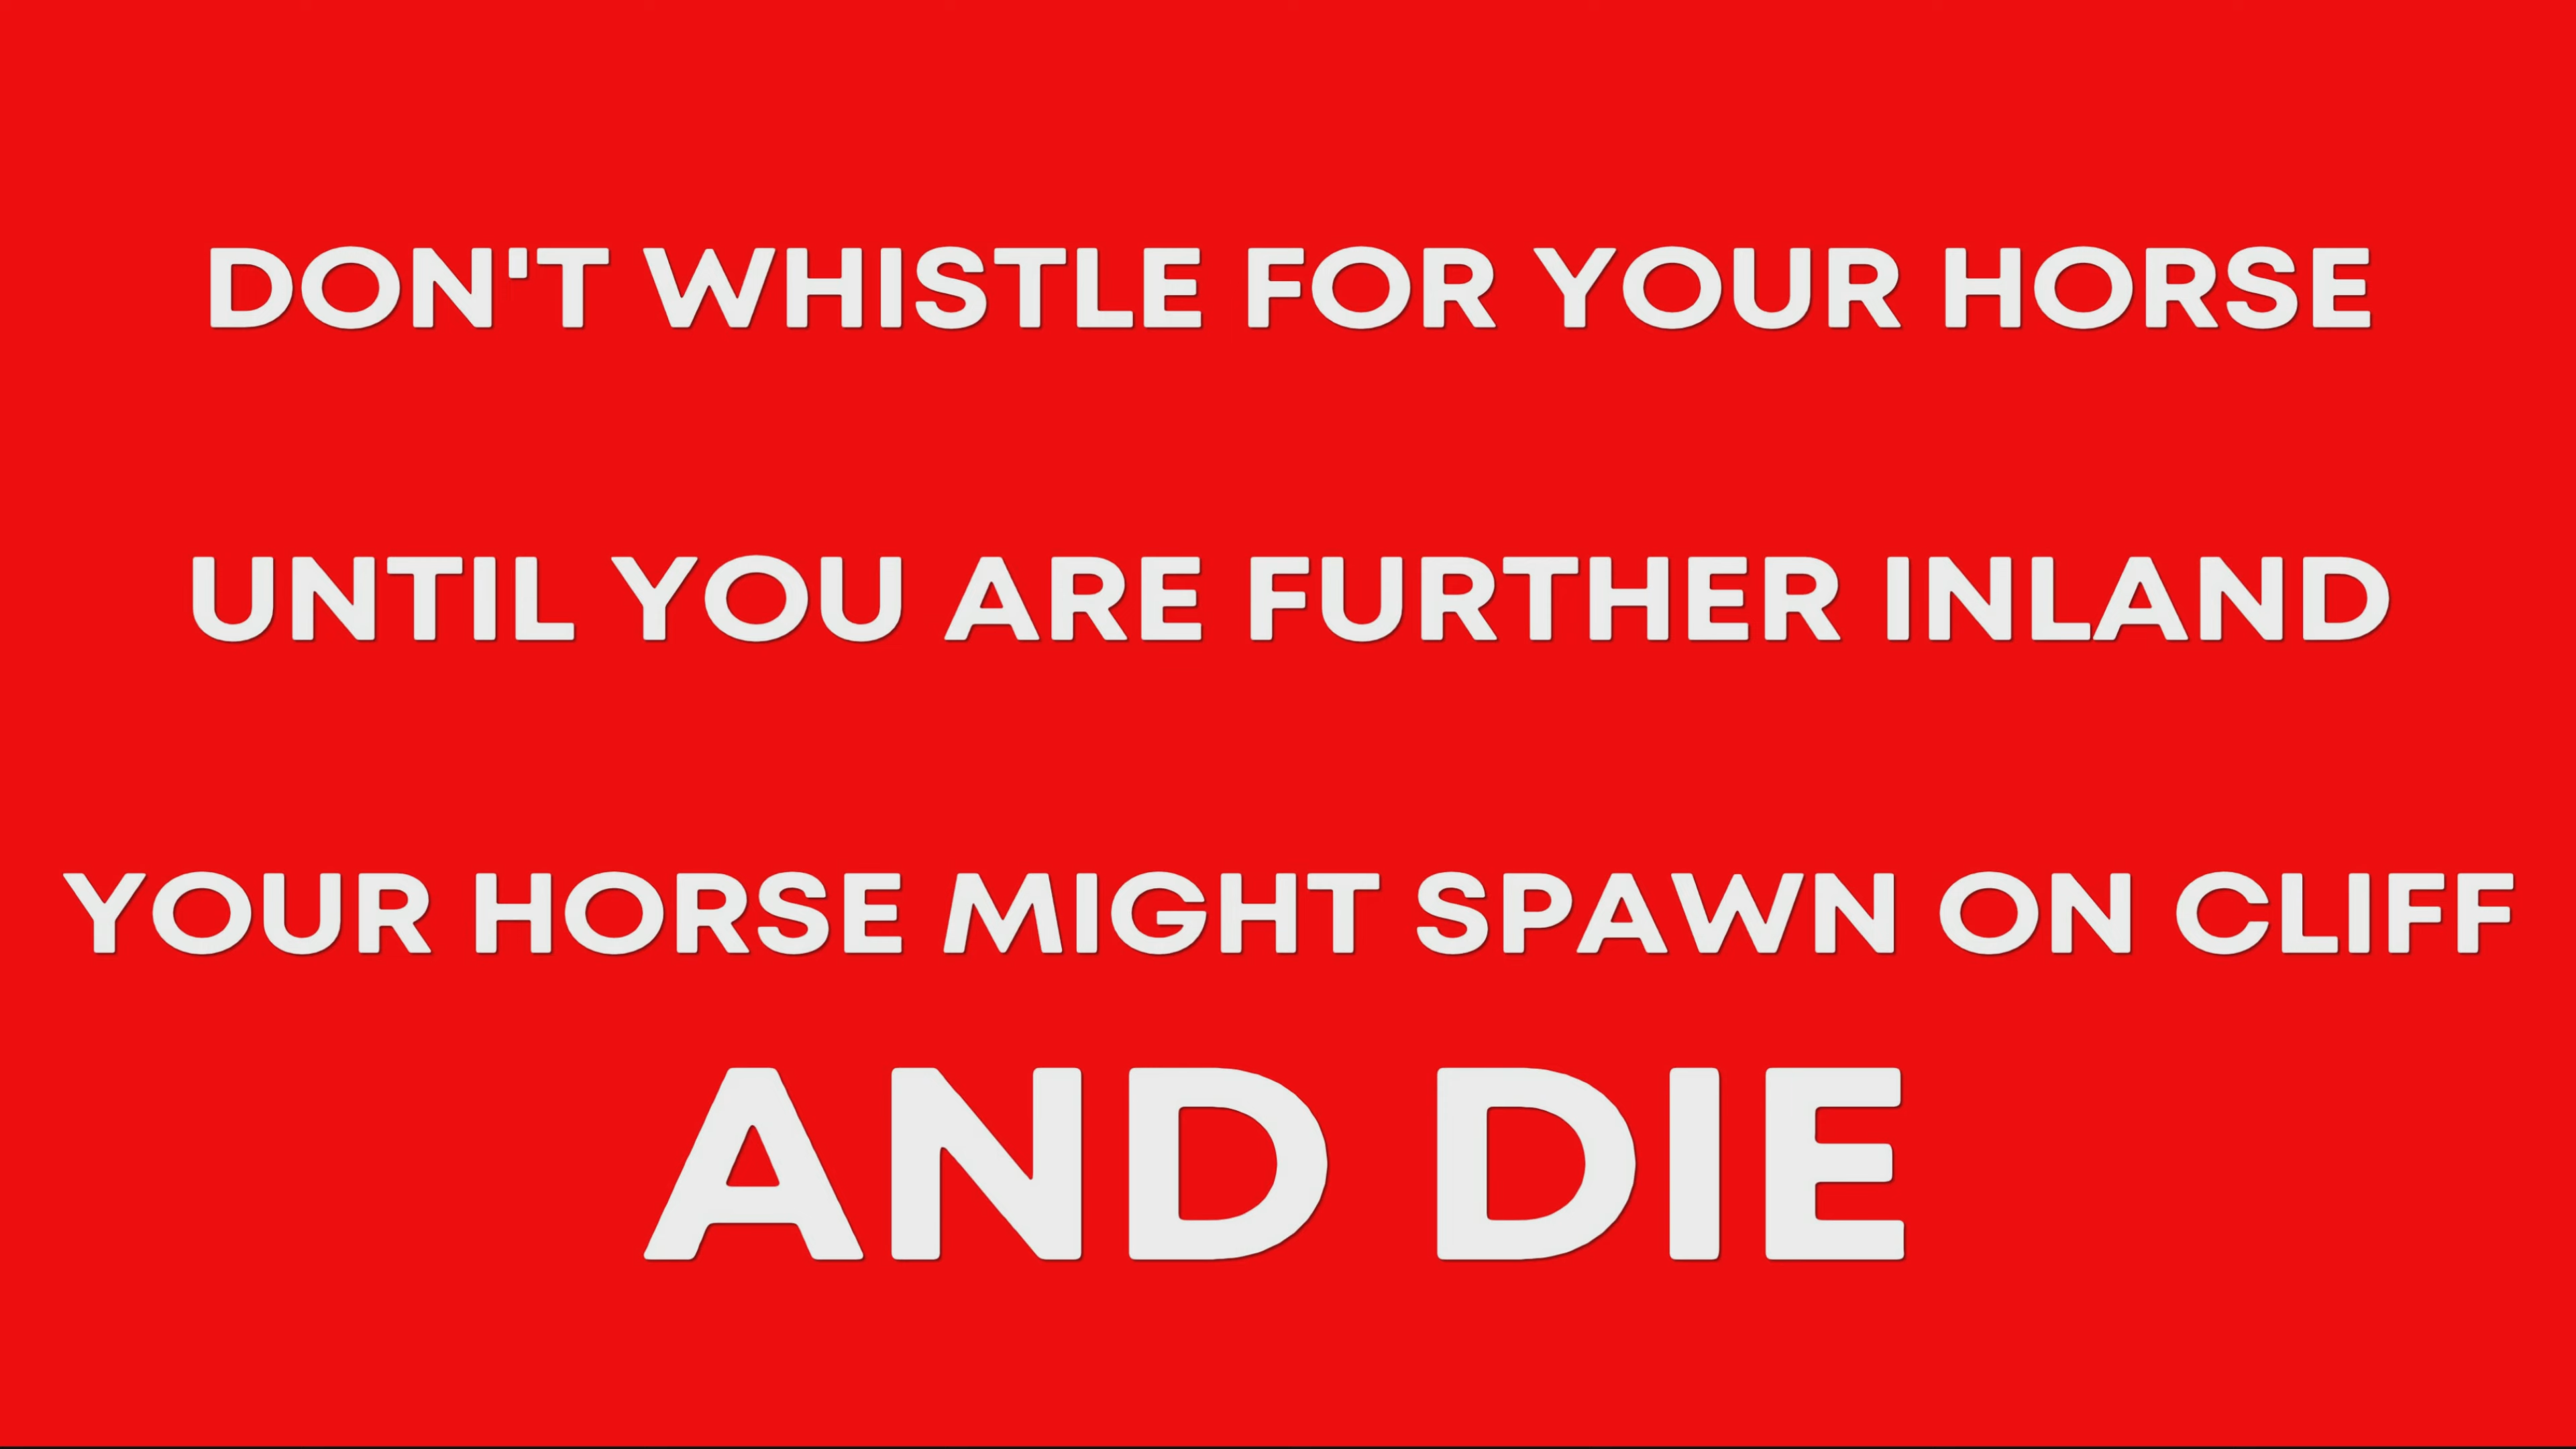 DON'T WHISTLE FOR YOUR HORSE
UNTIL YOU ARE FURTHER INLAND
YOUR HORSE MIGHT SPAWN ON CLIFF
AND DIE